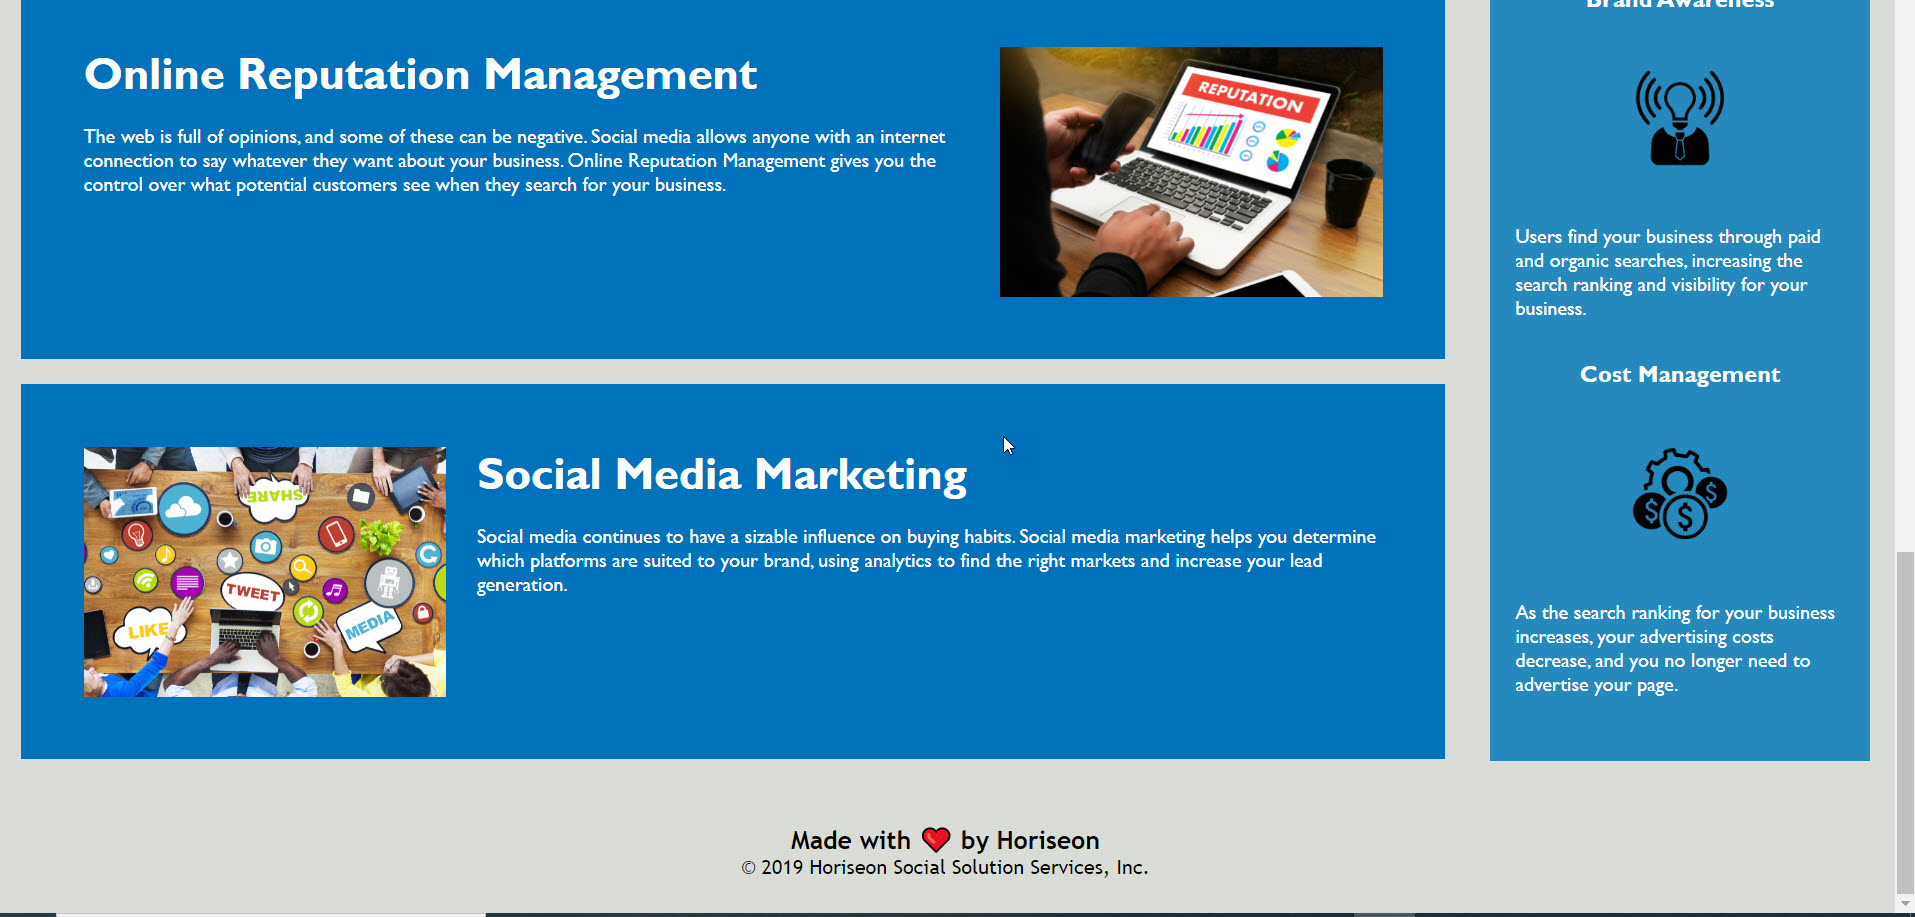 Brand Awareness
Online Reputation Management
The web is full of opinions, and some of these can be negative. Social media allows anyone with an internet
connection to say whatever they want about your business. Online Reputation Management gives you the
control over what potential customers see when they search for your business.
REPUTATION
Users find your business through paid
and organic searches, increasing the
search ranking and visibility for your
business.
Cost Management
As the search ranking for your business
increases, your advertising costs
decrease, and you no longer need to
advertise your page.
SHARE
TWEET
LIKE
MEDIA
Social Media Marketing
Social media continues to have a sizable influence on buying habits. Social media marketing helps you determine
which platforms are suited to your brand, using analytics to find the right markets and increase your lead
generation.
Made with ❤️ by Horiseon
© 2019 Horiseon Social Solution Services, Inc.